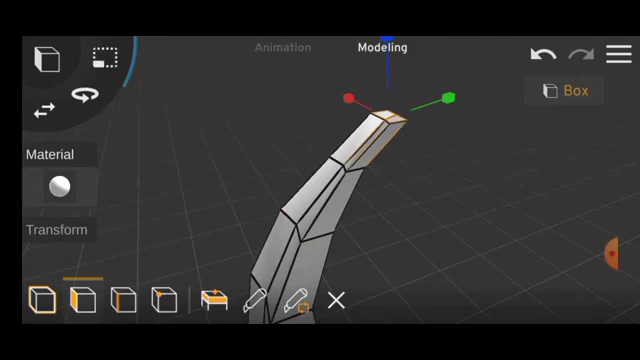 Animation
Modeling
Box
Material
Transform